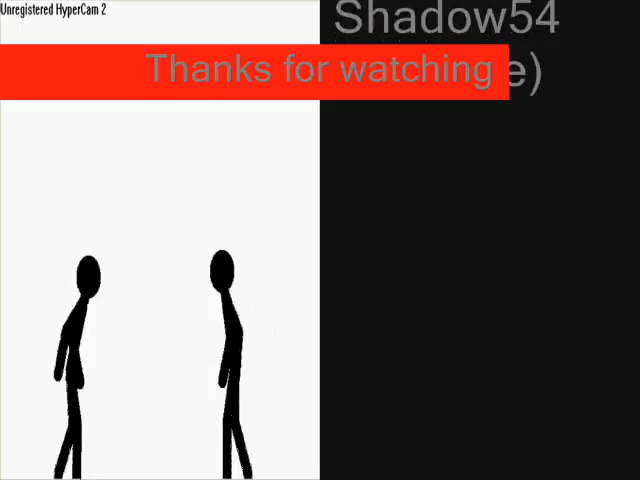 Unregistered HyperCam 2
Shadow54
Thanks for watching
e)